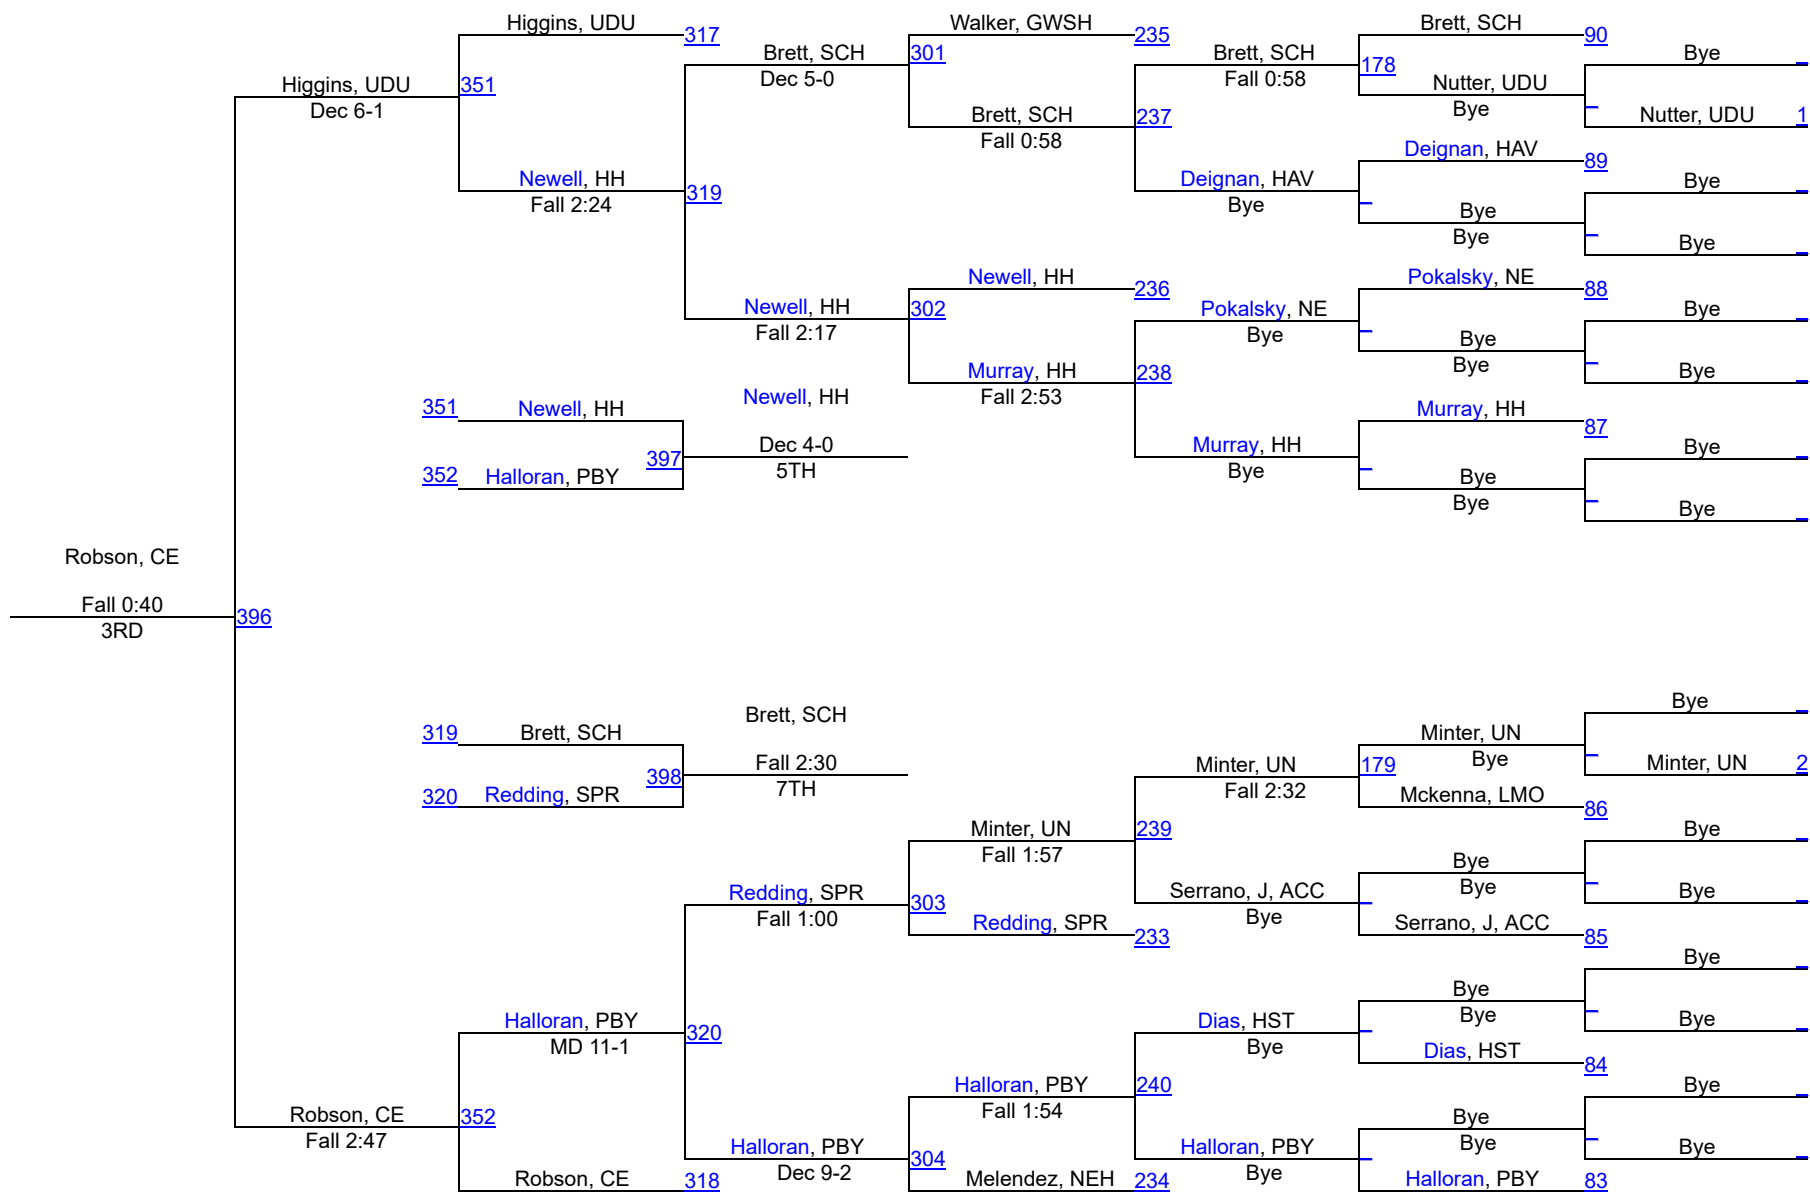 Higgins, UDU
317
Walker, GWSH
235
Brett, SCH
90
Brett, SCH
301
Brett, SCH
178
Bye
Higgins, UDU
351
Dec 5-0
Fall 0:58
Nutter, UDU
Dec 6-1
Brett, SCH
237
Bye
Nutter, UDU
1
Fall 0:58
Deignan, HAV
89
Newell, HH
319
Deignan, HAV
Bye
Fall 2:24
Bye
Bye
Bye
Bye
Newell, HH
236
Pokalsky, NE
88
Newell, HH
302
Pokalsky, NE
Bye
Fall 2:17
Bye
Bye
Murray, HH
238
Bye
Bye
Newell, HH
Fall 2:53
351
Newell, HH
Murray, HH
87
Dec 4-0
Murray, HH
Bye
397
5TH
Bye
352
Halloran, PBY
Bye
Bye
Bye
Robson, CE
Fall 0:40
396
3RD
Bye
Brett, SCH
319
Brett, SCH
Minter, UN
Fall 2:30
Minter, UN
179
Bye
Minter, UN
2
398
7TH
Fall 2:32
320
Redding, SPR
Mckenna, LMO
86
Minter, UN
239
Bye
Fall 1:57
Bye
Redding, SPR
303
Serrano, J, ACC
Bye
Bye
Fall 1:00
Redding, SPR
233
Bye
Serrano, J, ACC
85
Bye
Bye
Halloran, PBY
320
Dias, HST
Bye
Bye
MD 11-1
Bye
Dias, HST
84
Halloran, PBY
240
Bye
Robson, CE
352
Fall 1:54
Bye
Fall 2:47
Halloran, PBY
304
Halloran, PBY
Bye
Bye
Dec 9-2
Bye
Robson, CE
318
Melendez, NEH
234
Halloran, PBY
83